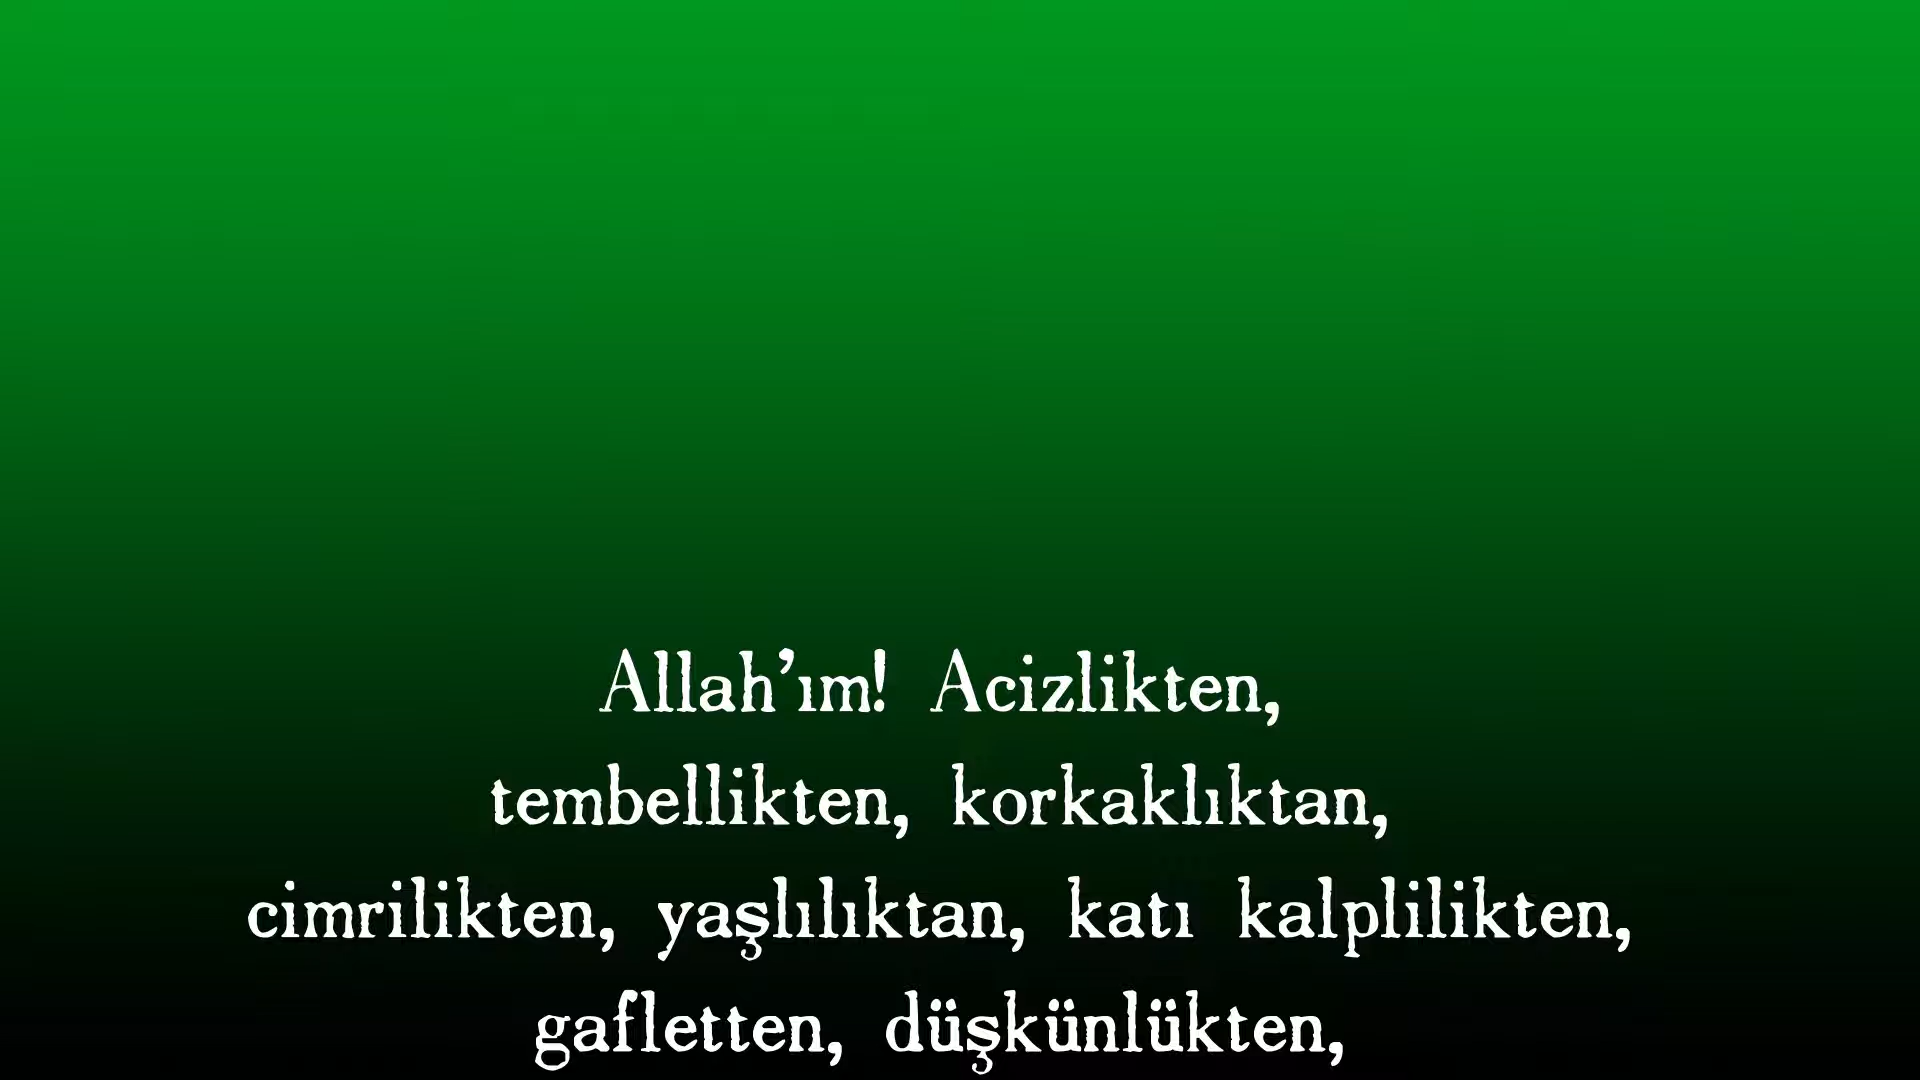 Allah’ım! Acizlikten,
tembellikten, korkaklıktan,
cimrilikten, yaşlılıktan, katı kalplilikten,
gafletten, düşkünlükten,